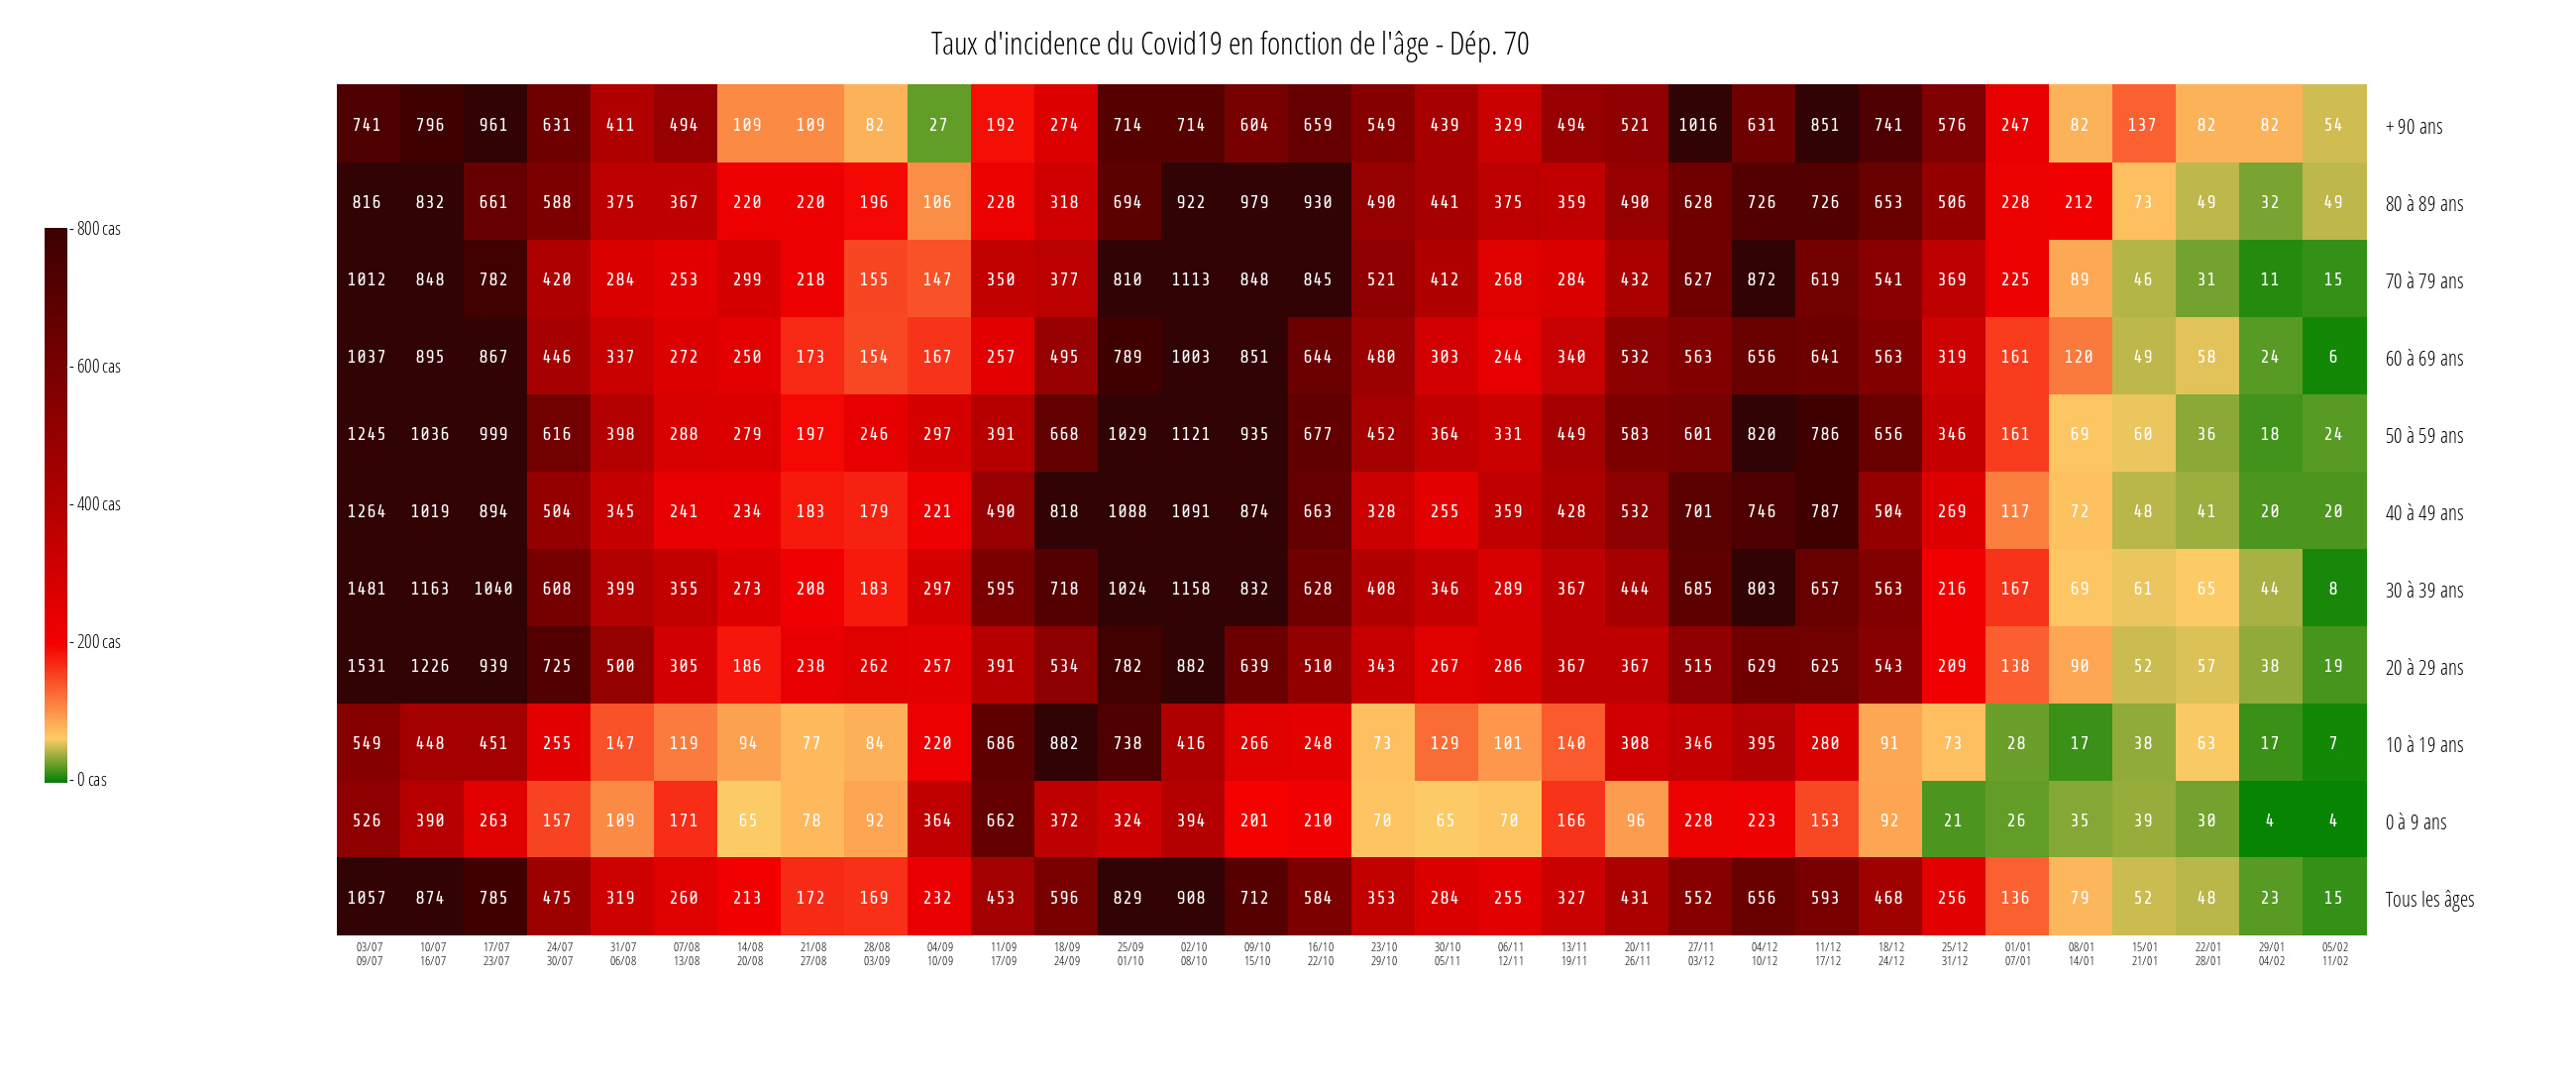 Taux d'incidence du Covid19 en fonction de l'âge - Dép. 70
- 800 cas
- 600 cas
- 400 cas
- 200 cas
- 0 cas
741 796 961 631 411 494 109 109 82 27 192 274 714 714 604 659 549 439 329 494 521 1016 631 851 741 576 247 82 137 82 82 54 + 90 ans
816 832 661 588 375 367 220 220 196 106 228 318 694 922 979 930 490 441 375 359 490 628 726 726 653 506 228 212 73 49 32 49 80 à 89 ans
1012 848 782 420 284 253 299 218 155 147 350 377 810 1113 848 845 521 412 268 284 432 627 872 619 541 369 225 89 46 31 11 15 70 à 79 ans
1037 895 867 446 337 272 250 173 154 167 257 495 789 1003 851 644 480 303 244 340 532 563 656 641 563 319 161 120 49 58 24 6 60 à 69 ans
1245 1036 999 616 398 288 279 197 246 297 391 668 1029 1121 935 677 452 364 331 449 583 601 820 786 656 346 161 69 60 36 18 24 50 à 59 ans
1264 1019 894 504 345 241 234 183 179 221 490 818 1088 1091 874 663 328 255 359 428 532 701 746 787 504 269 117 72 48 41 20 20 40 à 49 ans
1481 1163 1040 608 399 355 273 208 183 297 595 718 1024 1158 832 628 408 346 289 367 444 685 803 657 563 216 167 69 61 65 44 8 30 à 39 ans
1531 1226 939 725 500 305 186 238 262 257 391 534 782 882 639 510 343 267 286 367 367 515 629 625 543 209 138 90 52 57 38 19 20 à 29 ans
549 448 451 255 147 119 94 77 84 220 686 882 738 416 266 248 73 129 101 140 308 346 395 280 91 73 28 17 38 63 17 7 10 à 19 ans
526 390 263 157 109 171 65 78 92 364 662 372 324 394 201 210 70 65 70 166 96 228 223 153 92 21 26 35 39 30 4 4 0 à 9 ans
1057 874 785 475 319 260 213 172 169 232 453 596 829 908 712 584 353 284 255 327 431 552 656 593 468 256 136 79 52 48 23 15 Tous les âges
03/07 10/07 17/07 24/07 31/07 07/08 14/08 21/08 28/08 04/09 11/09 18/09 25/09 02/10 09/10 16/10 23/10 30/10 06/11 13/11 20/11 27/11 04/12 11/12 18/12 25/12 01/01 08/01 15/01 22/01 29/01 05/02
09/07 16/07 23/07 30/07 06/08 13/08 20/08 27/08 03/09 10/09 17/09 24/09 01/10 08/10 15/10 22/10 29/10 05/11 12/11 19/11 26/11 03/12 10/12 17/12 24/12 31/12 07/01 14/01 21/01 28/01 04/02 11/02